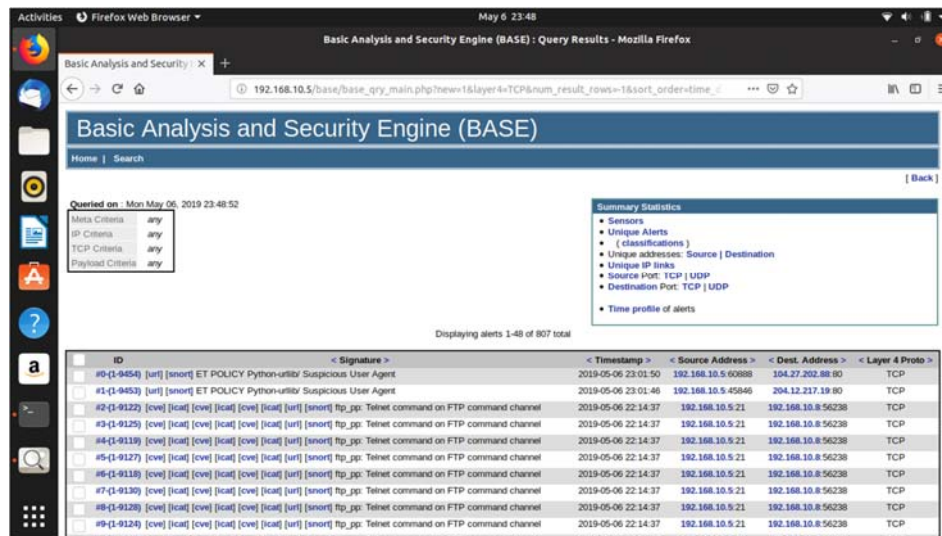 Activities Firefox Web Browser May 6 23:48
Basic Analysis and Security Engine (BASE) : Query Results - Mozilla Firefox
Basic Analysis and Security
192.168.10.5/base/base_qry_main.php?new=1&layer4=TCP&num_result_rows=-1&sort_order=time_
Basic Analysis and Security Engine (BASE)
Home | Search
[ Back ]
Queried on : Mon May 06, 2019 23:48:52
Meta Criteria any
IP Criteria any
TCP Criteria any
Payload Criteria any
Summary Statistics
Sensors
Unique Alerts
( classifications )
Unique addresses: Source | Destination
Unique IP links
Source Port: TCP | UDP
Destination Port: TCP | UDP
Time profile of alerts
Displaying alerts 1-48 of 807 total
ID < Signature > < Timestamp > < Source Address > < Dest. Address > < Layer 4 Proto >
#0-(1-9454) [url] [snort] ET POLICY Python-urllib/ Suspicious User Agent 2019-05-06 23:01:50 192.168.10.5:60888 104.27.202.88:80 TCP
#1-(1-9453) [url] [snort] ET POLICY Python-urllib/ Suspicious User Agent 2019-05-06 23:01:46 192.168.10.5:45846 204.12.217.19:80 TCP
#2-(1-9122) [cve] [icat] [cve] [icat] [cve] [icat] [url] [snort] ftp_pp: Telnet command on FTP command channel 2019-05-06 22:14:37 192.168.10.5:21 192.168.10.8:56238 TCP
#3-(1-9125) [cve] [icat] [cve] [icat] [cve] [icat] [url] [snort] ftp_pp: Telnet command on FTP command channel 2019-05-06 22:14:37 192.168.10.5:21 192.168.10.8:56238 TCP
#4-(1-9119) [cve] [icat] [cve] [icat] [cve] [icat] [url] [snort] ftp_pp: Telnet command on FTP command channel 2019-05-06 22:14:37 192.168.10.5:21 192.168.10.8:56238 TCP
#5-(1-9127) [cve] [icat] [cve] [icat] [cve] [icat] [url] [snort] ftp_pp: Telnet command on FTP command channel 2019-05-06 22:14:37 192.168.10.5:21 192.168.10.8:56238 TCP
#6-(1-9118) [cve] [icat] [cve] [icat] [cve] [icat] [url] [snort] ftp_pp: Telnet command on FTP command channel 2019-05-06 22:14:37 192.168.10.5:21 192.168.10.8:56238 TCP
#7-(1-9130) [cve] [icat] [cve] [icat] [cve] [icat] [url] [snort] ftp_pp: Telnet command on FTP command channel 2019-05-06 22:14:37 192.168.10.5:21 192.168.10.8:56238 TCP
#8-(1-9128) [cve] [icat] [cve] [icat] [cve] [icat] [url] [snort] ftp_pp: Telnet command on FTP command channel 2019-05-06 22:14:37 192.168.10.5:21 192.168.10.8:56238 TCP
#9-(1-9124) [cve] [icat] [cve] [icat] [cve] [icat] [url] [snort] ftp_pp: Telnet command on FTP command channel 2019-05-06 22:14:37 192.168.10.5:21 192.168.10.8:56238 TCP